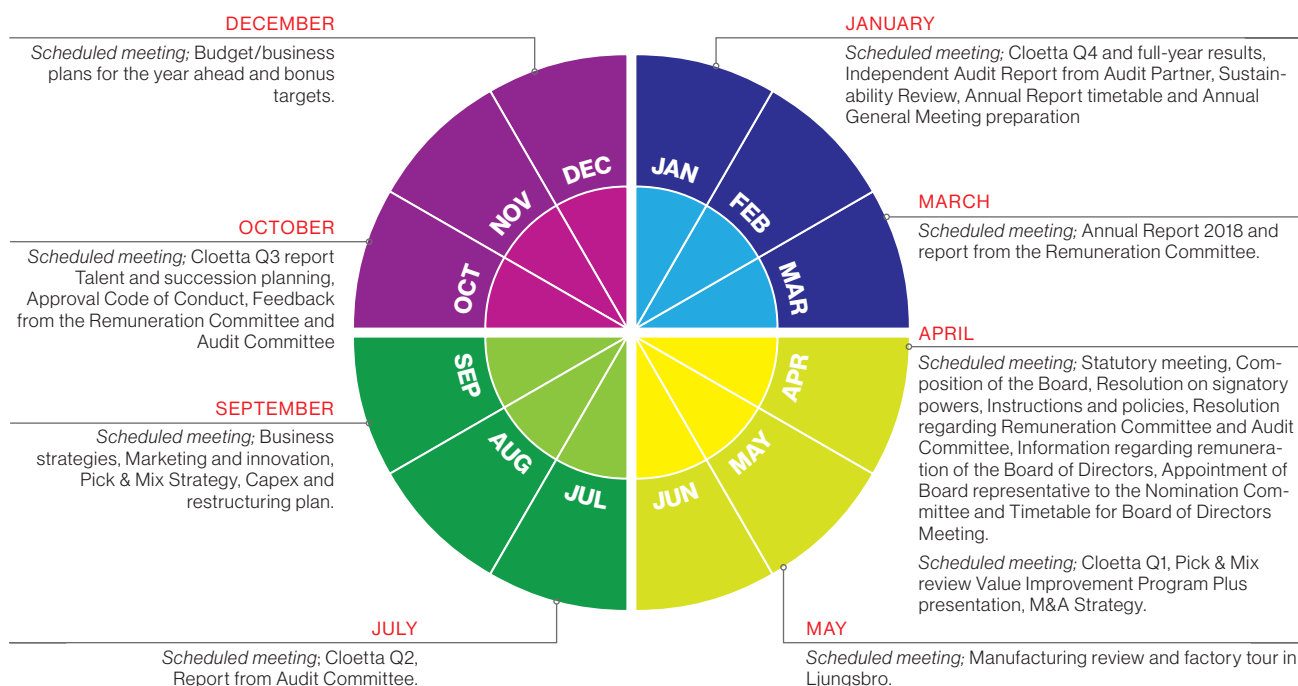 DECEMBER
Scheduled meeting; Budget/business
plans for the year ahead and bonus
targets.
JANUARY
Scheduled meeting; Cloetta Q4 and full-year results,
Independent Audit Report from Audit Partner, Sustain-
ability Review, Annual Report timetable and Annual
General Meeting preparation
OCTOBER
Scheduled meeting; Cloetta Q3 report
Talent and succession planning,
Approval Code of Conduct, Feedback
from the Remuneration Committee and
Audit Committee
MARCH
Scheduled meeting; Annual Report 2018 and
report from the Remuneration Committee.
SEPTEMBER
Scheduled meeting; Business
strategies, Marketing and innovation,
Pick & Mix Strategy, Capex and
restructuring plan.
APRIL
Scheduled meeting; Statutory meeting, Com-
position of the Board, Resolution on signatory
powers, Instructions and policies, Resolution
regarding Remuneration Committee and Audit
Committee, Information regarding remunera-
tion of the Board of Directors, Appointment of
Board representative to the Nomination Com-
mittee and Timetable for Board of Directors
Meeting.
Scheduled meeting; Cloetta Q1, Pick & Mix
review Value Improvement Program Plus
presentation, M&A Strategy.
JULY
Scheduled meeting; Cloetta Q2,
Report from Audit Committee.
MAY
Scheduled meeting; Manufacturing review and factory tour in
Ljungsbro.
JAN
FEB
MAR
APR
MAY
JUN
JUL
AUG
SEP
OCT
NOV
DEC